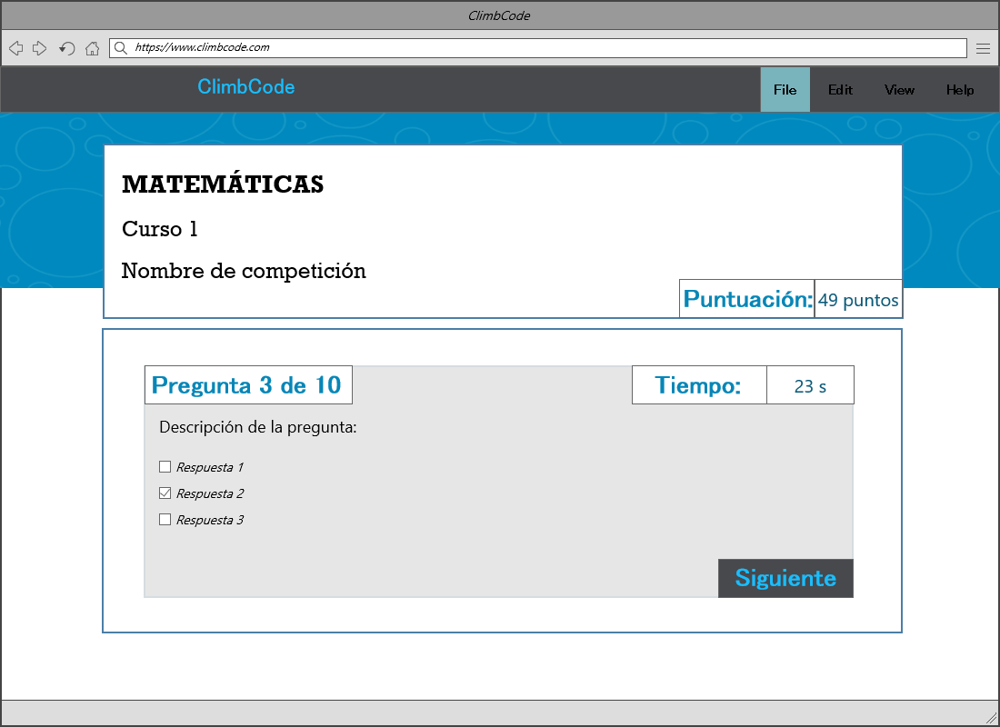 ClimbCode
https://www.climbcode.com
ClimbCode
File Edit View Help
MATEMÁTICAS
Curso 1
Nombre de competición
Puntuación: 49 puntos
Pregunta 3 de 10
Tiempo: 23 s
Descripción de la pregunta:
Respuesta 1
Respuesta 2
Respuesta 3
Siguiente